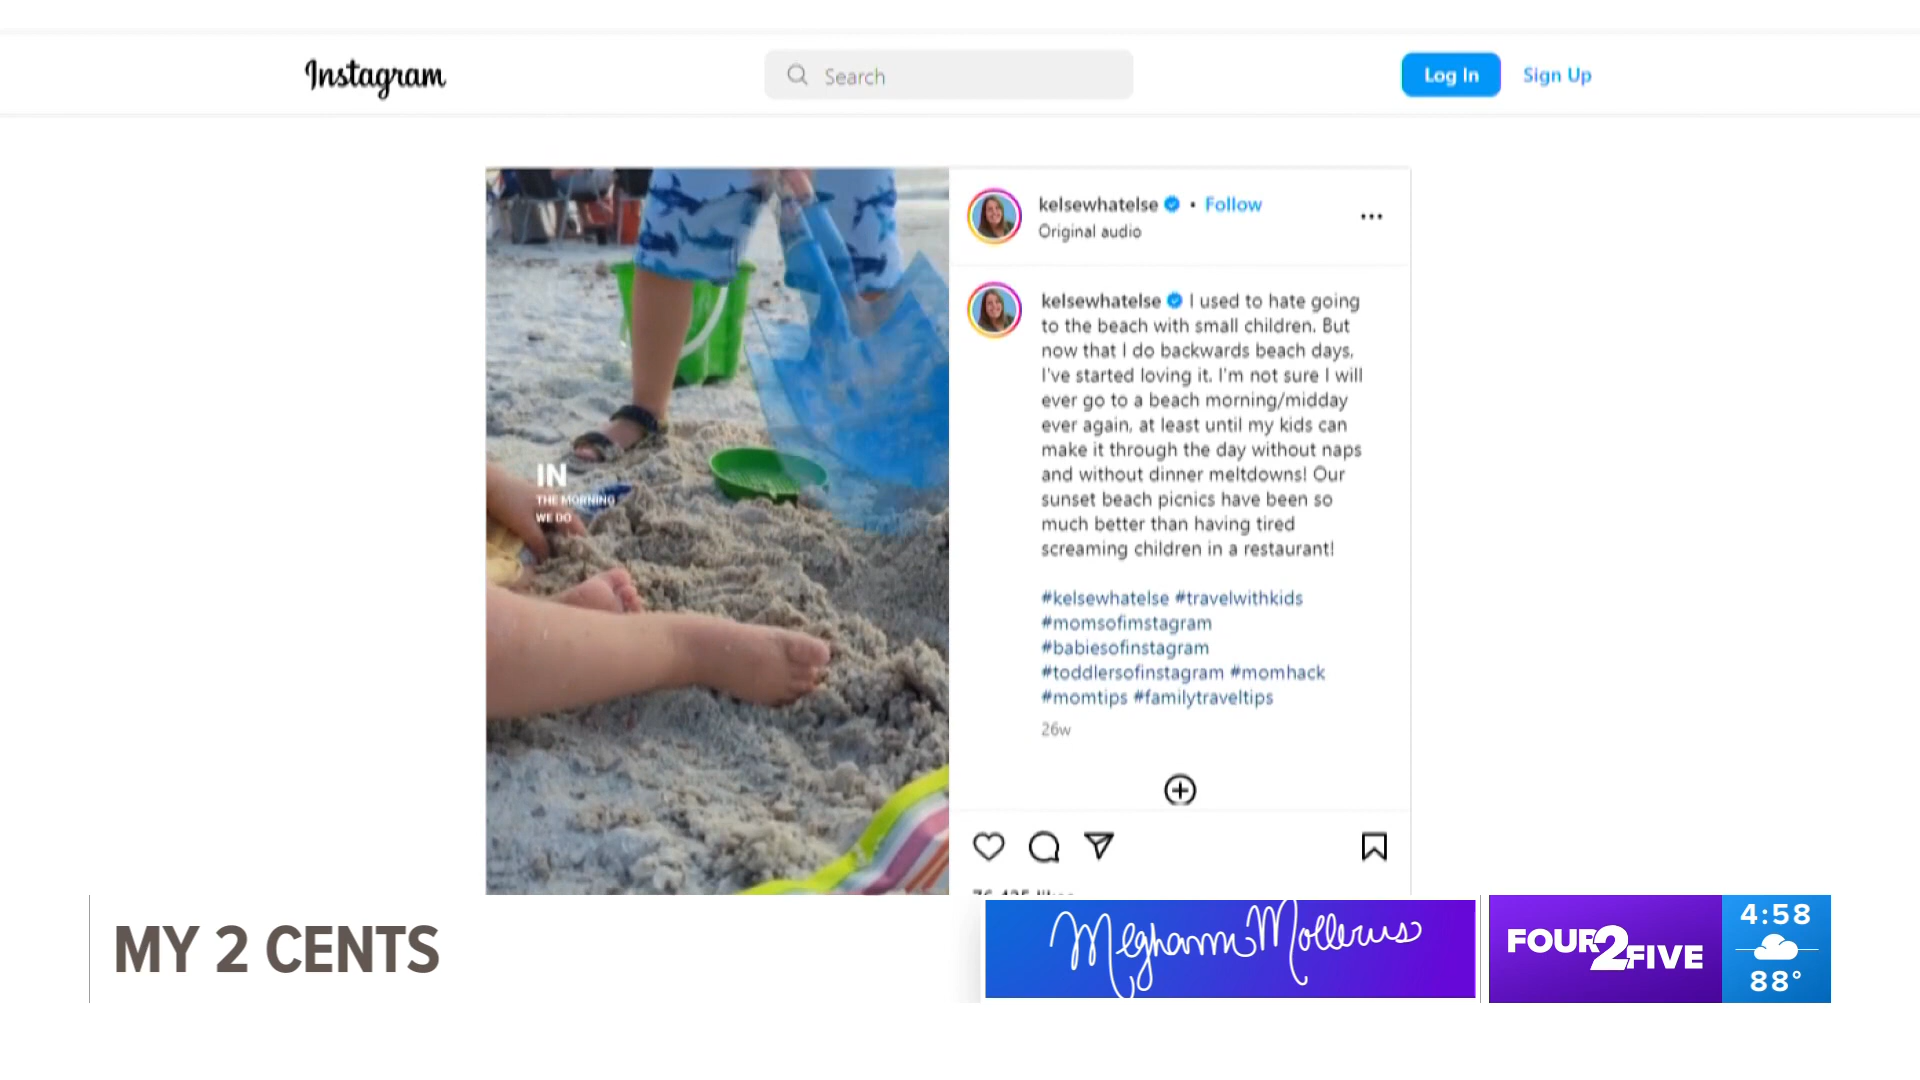 Instagram
Search
Log In
Sign Up
kelsewhatelse • Follow
Original audio
kelsewhatelse I used to hate going
to the beach with small children. But
now that I do backwards beach days,
I've started loving it. I'm not sure I will
ever go to a beach morning/midday
ever again, at least until my kids can
make it through the day without naps
and without dinner meltdowns! Our
sunset beach picnics have been so
much better than having tired
screaming children in a restaurant!
#kelsewhatelse #travelwithkids
#momsofimstagram
#babiesofinstagram
#toddlersofinstagram #momhack
#momtips #familytraveltips
26w
IN
THE MORNING
WE DO
MY 2 CENTS
Meghann Mollerus
FOUR2FIVE
4:58
88°